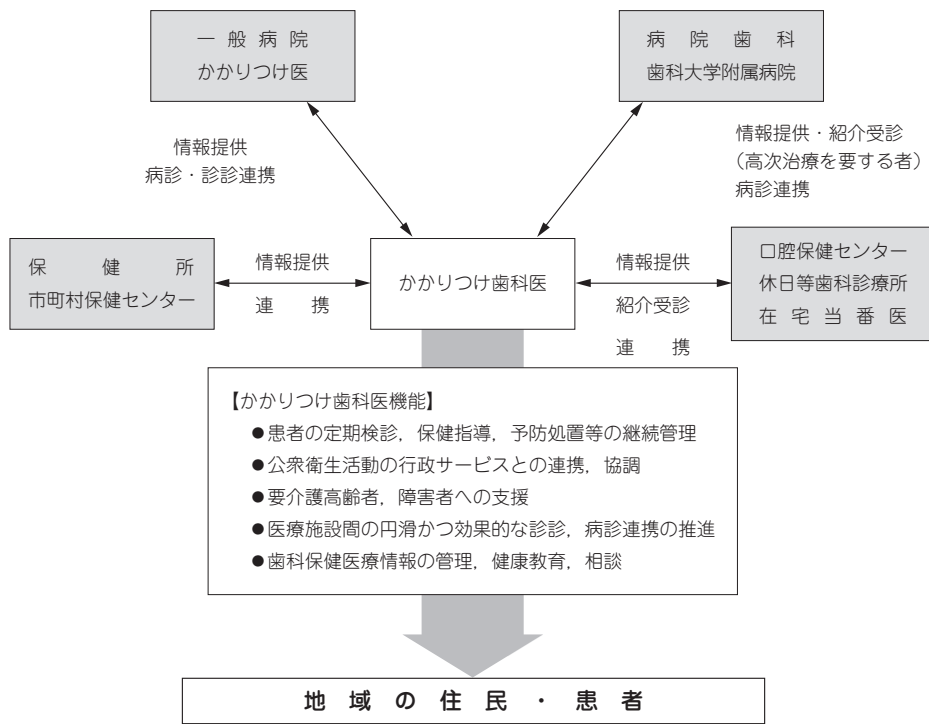 一般病院
かかりつけ医
病院歯科
歯科大学附属病院
情報提供
病診・診診連携
情報提供・紹介受診
（高次治療を要する者）
病診連携
保健所
市町村保健センター
情報提供
連携
かかりつけ歯科医
情報提供
紹介受診
連携
口腔保健センター
休日等歯科診療所
在宅当番医
【かかりつけ歯科医機能】
●患者の定期検診，保健指導，予防処置等の継続管理
●公衆衛生活動の行政サービスとの連携，協調
●要介護高齢者，障害者への支援
●医療施設間の円滑かつ効果的な診診，病診連携の推進
●歯科保健医療情報の管理，健康教育，相談
地域の住民・患者